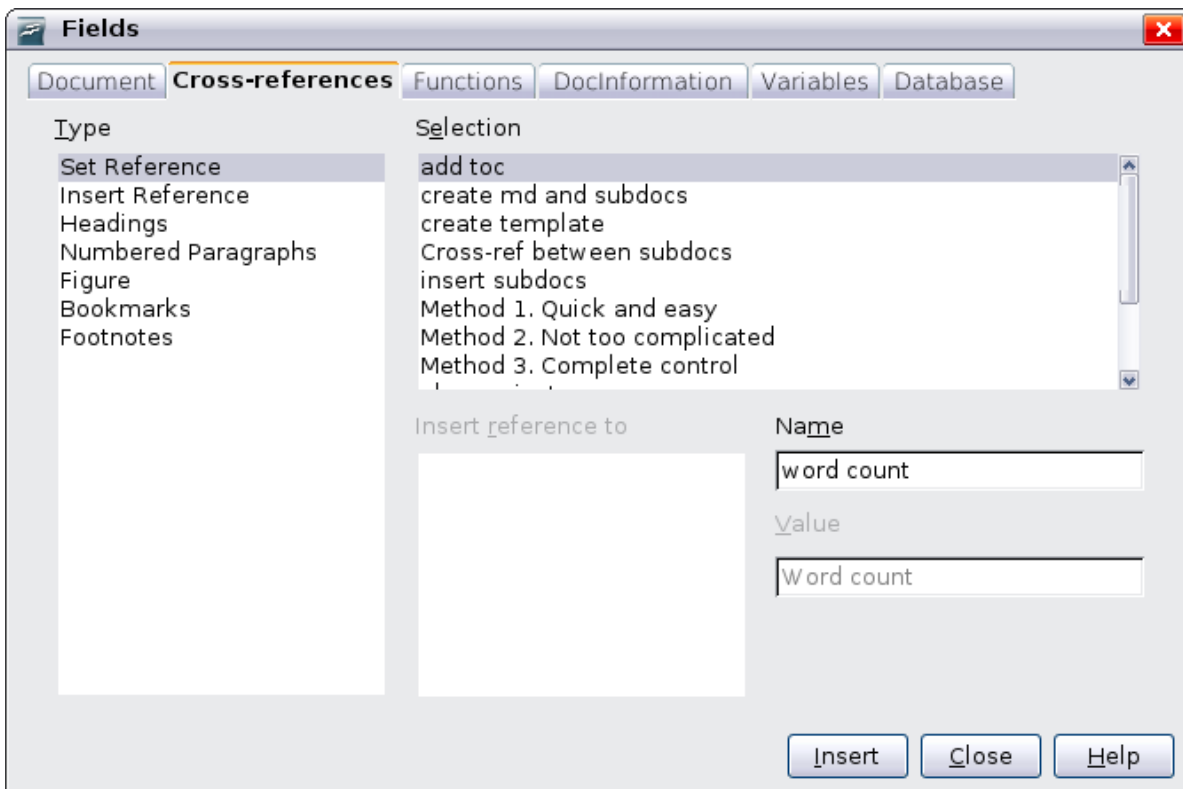 Fields
Document Cross-references Functions DocInformation Variables Database
Type
Set Reference
Insert Reference
Headings
Numbered Paragraphs
Figure
Bookmarks
Footnotes
Selection
add toc
create md and subdocs
create template
Cross-ref between subdocs
insert subdocs
Method 1. Quick and easy
Method 2. Not too complicated
Method 3. Complete control
Insert reference to
Name
word count
Value
Word count
Insert Close Help